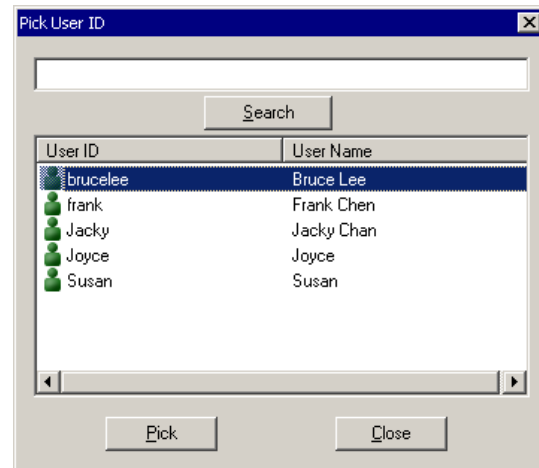 Pick User ID
Search
User ID User Name
brucelee Bruce Lee
frank Frank Chen
Jacky Jacky Chan
Joyce Joyce
Susan Susan
Pick Close